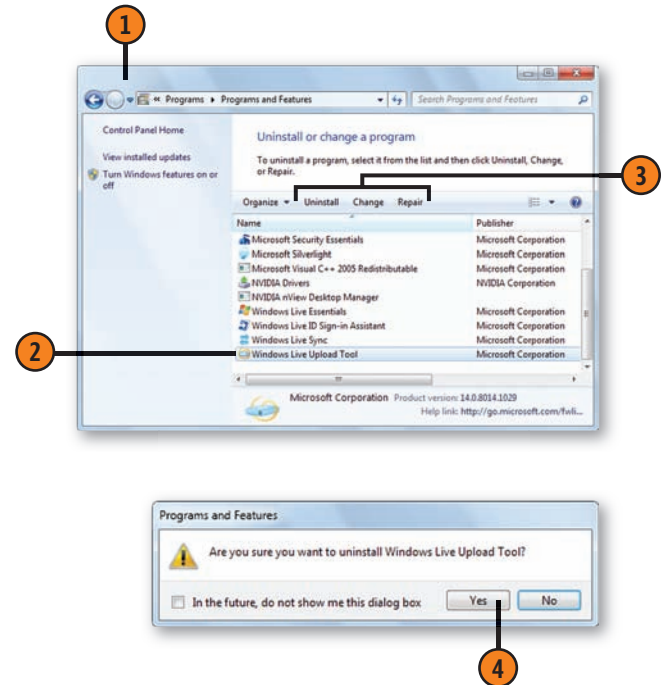 1
« Programs ▸ Programs and Features
Search Programs and Features
Control Panel Home
View installed updates
Turn Windows features on or
off
Uninstall or change a program
To uninstall a program, select it from the list and then click Uninstall, Change,
or Repair.
3
Organize Uninstall Change Repair
Name Publisher
Microsoft Security Essentials Microsoft Corporation
Microsoft Silverlight Microsoft Corporation
Microsoft Visual C++ 2005 Redistributable Microsoft Corporation
NVIDIA Drivers NVIDIA Corporation
NVIDIA nView Desktop Manager
Windows Live Essentials Microsoft Corporation
Windows Live ID Sign-in Assistant Microsoft Corporation
Windows Live Sync Microsoft Corporation
2
Windows Live Upload Tool Microsoft Corporation
Microsoft Corporation Product version: 14.0.8014.1029
Help link: http://go.microsoft.com/fwli...
Programs and Features
Are you sure you want to uninstall Windows Live Upload Tool?
In the future, do not show me this dialog box Yes No
4